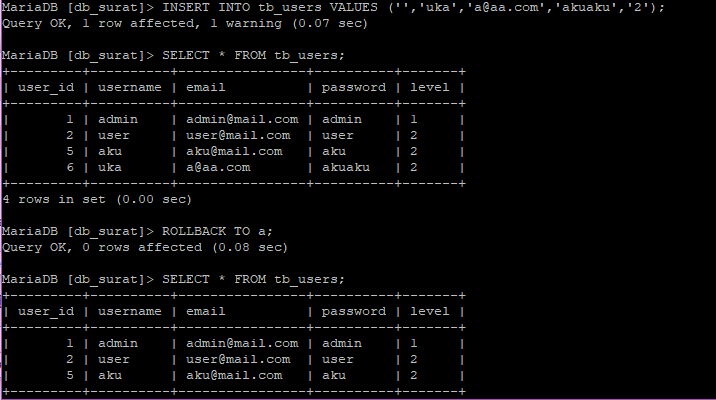 MariaDB [db_surat]> INSERT INTO tb_users VALUES ('','uka','a@aa.com','akuaku','2');
Query OK, 1 row affected, 1 warning (0.07 sec)
MariaDB [db_surat]> SELECT * FROM tb_users;
+---------+----------+----------------+----------+-------+
| user_id | username | email          | password | level |
+---------+----------+----------------+----------+-------+
|       1 | admin    | admin@mail.com | admin    | 1     |
|       2 | user     | user@mail.com  | user     | 2     |
|       5 | aku      | aku@mail.com   | aku      | 2     |
|       6 | uka      | a@aa.com       | akuaku   | 2     |
+---------+----------+----------------+----------+-------+
4 rows in set (0.00 sec)
MariaDB [db_surat]> ROLLBACK TO a;
Query OK, 0 rows affected (0.08 sec)
MariaDB [db_surat]> SELECT * FROM tb_users;
+---------+----------+----------------+----------+-------+
| user_id | username | email          | password | level |
+---------+----------+----------------+----------+-------+
|       1 | admin    | admin@mail.com | admin    | 1     |
|       2 | user     | user@mail.com  | user     | 2     |
|       5 | aku      | aku@mail.com   | aku      | 2     |
+---------+----------+----------------+----------+-------+